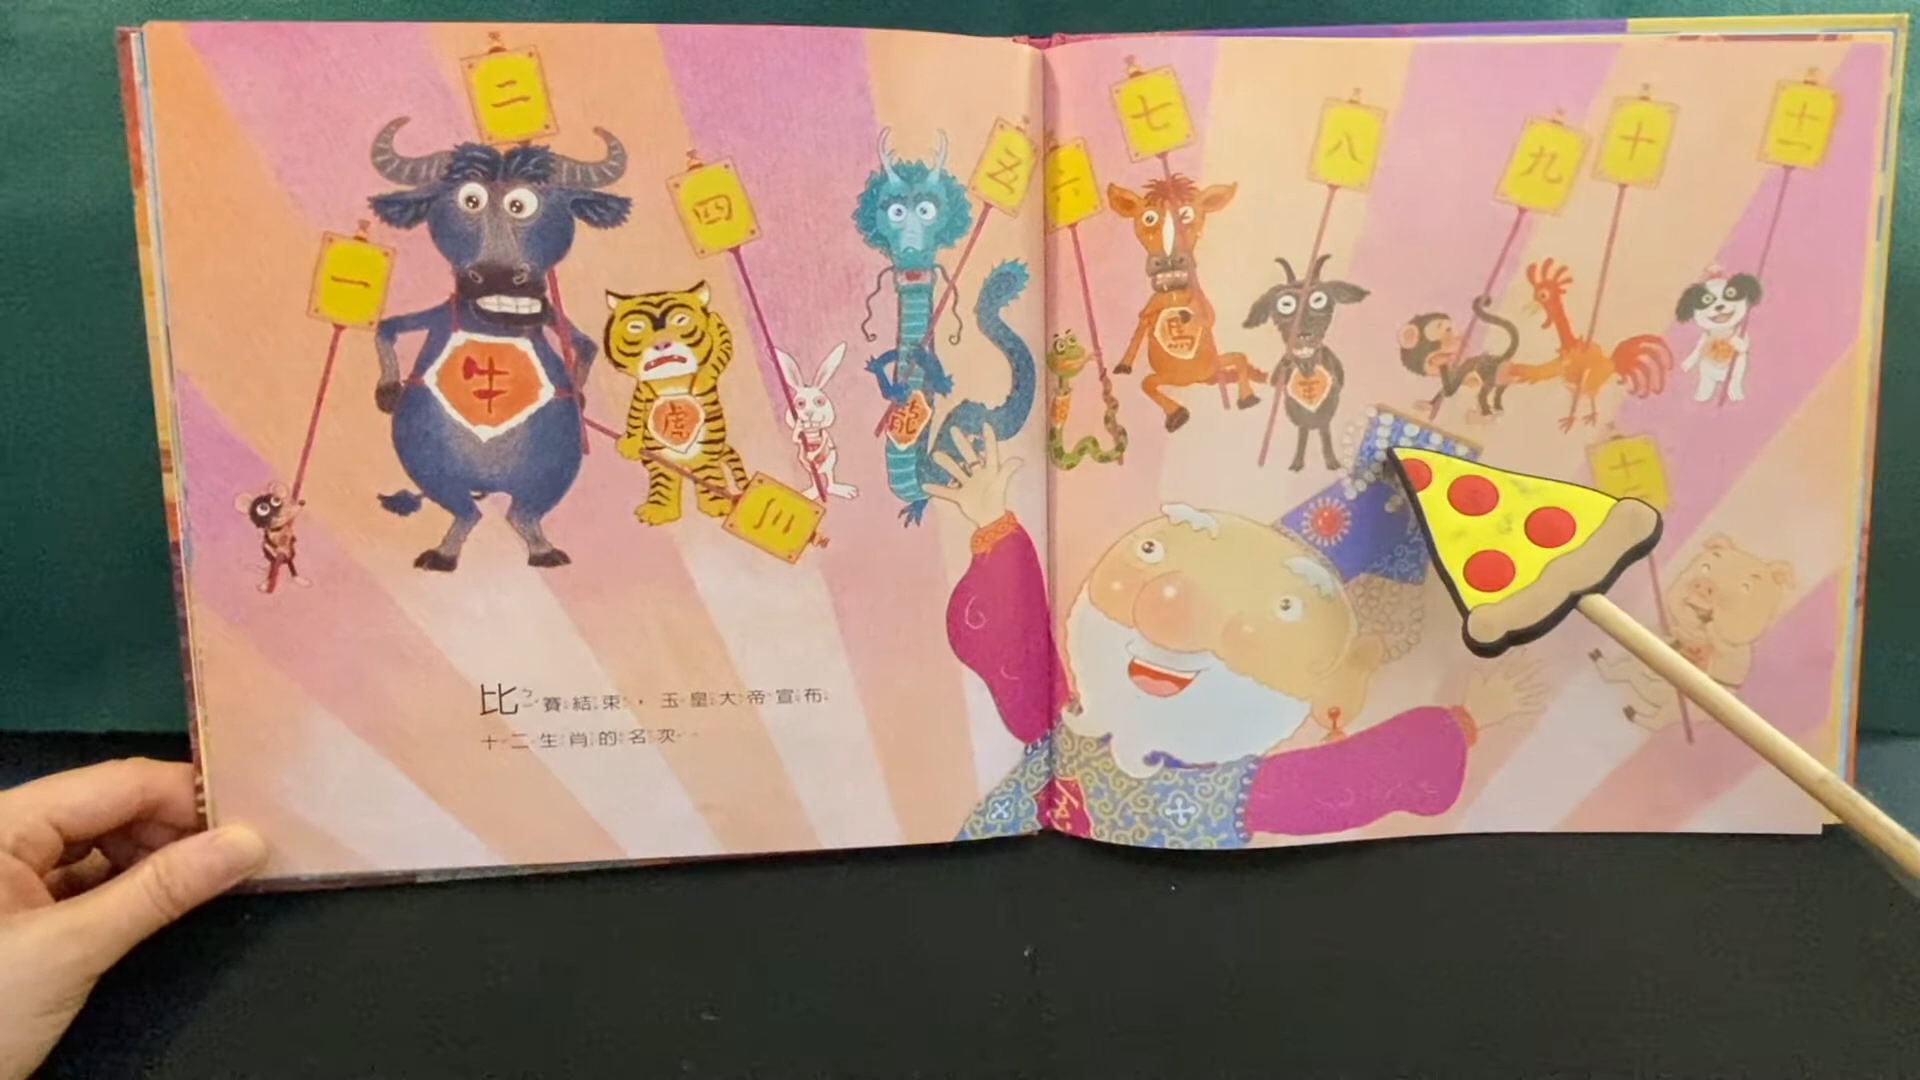 一
二
三
四
五
六
七
八
九
十
十一
十二
牛
虎
龍
馬
羊
比賽結束，玉皇大帝宣布
十二生肖的名次